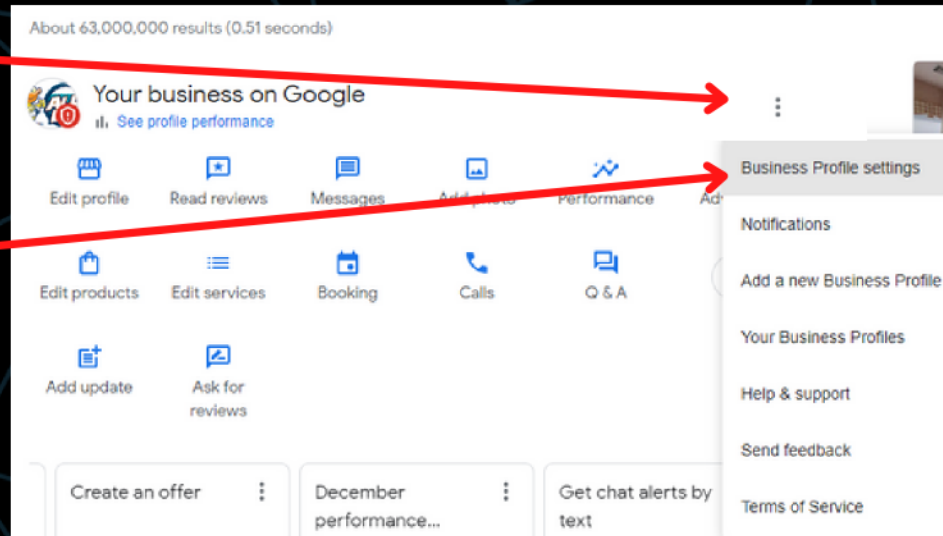 About 63,000,000 results (0.51 seconds)
Your business on Google
See profile performance
Edit profile
Read reviews
Messages
Add photo
Performance
Edit products
Edit services
Booking
Calls
Q & A
Add update
Ask for
reviews
Create an offer
December
performance...
Get chat alerts by
text
Business Profile settings
Notifications
Add a new Business Profile
Your Business Profiles
Help & support
Send feedback
Terms of Service